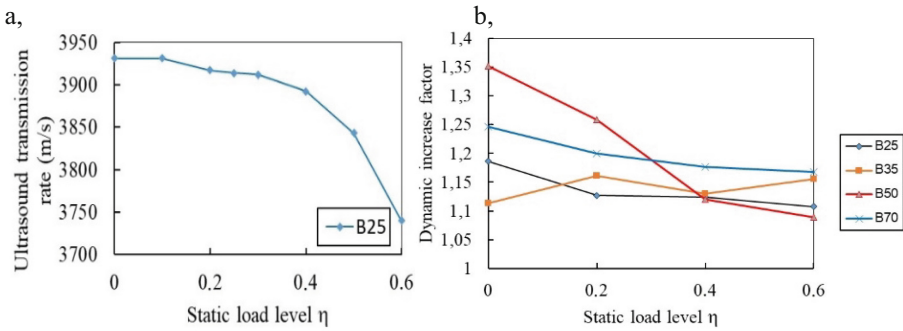 a,
Ultrasound transmission
rate (m/s)
3950
3900
3850
3800
3750
3700
0
0.2
0.4
0.6
B25
Static load level η
b,
Dynamic increase factor
1,4
1,35
1,3
1,25
1,2
1,15
1,1
1,05
1
0
0.2
0.4
0.6
Static load level η
B25
B35
B50
B70